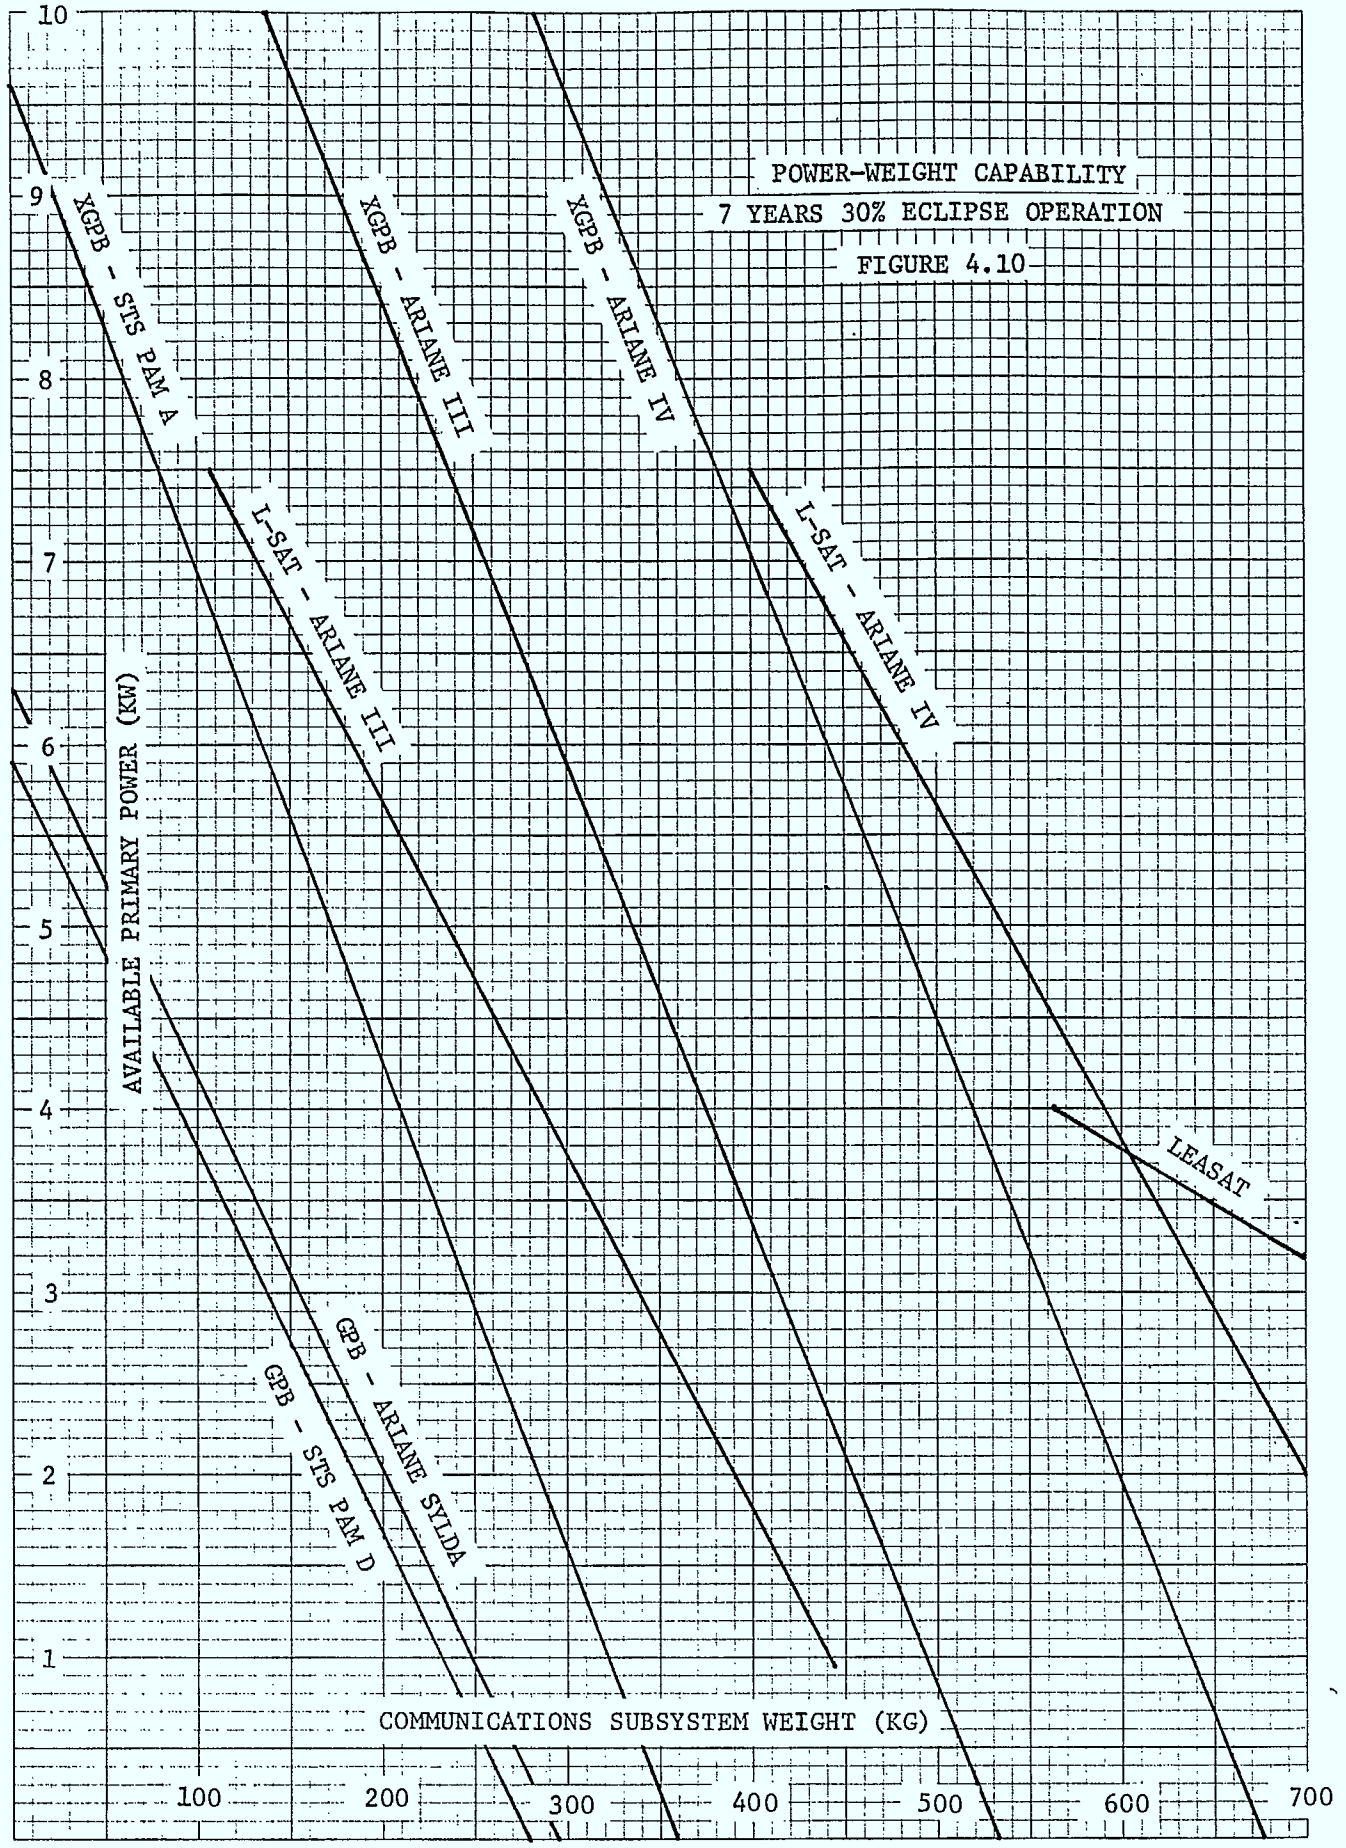 10
9
8
7
6
5
4
3
2
1
AVAILABLE PRIMARY POWER (KW)
POWER-WEIGHT CAPABILITY
7 YEARS 30% ECLIPSE OPERATION
FIGURE 4.10
XGPB - STS PAM A
XGPB - ARIANE III
XGPB - ARIANE IV
L-SAT - ARIANE III
L-SAT - ARIANE IV
LEASAT
GPB - ARIANE SYLDA
GPB - STS PAM D
COMMUNICATIONS SUBSYSTEM WEIGHT (KG)
100 200 300 400 500 600 700